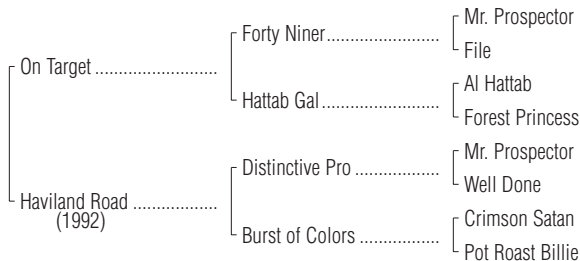 Mr. Prospector
Forty Niner........................
File
On Target ..........................
Al Hattab
Hattab Gal.........................
Forest Princess
Mr. Prospector
Distinctive Pro ..................
Well Done
Haviland Road ..................
(1992)
Crimson Satan
Burst of Colors .................
Pot Roast Billie